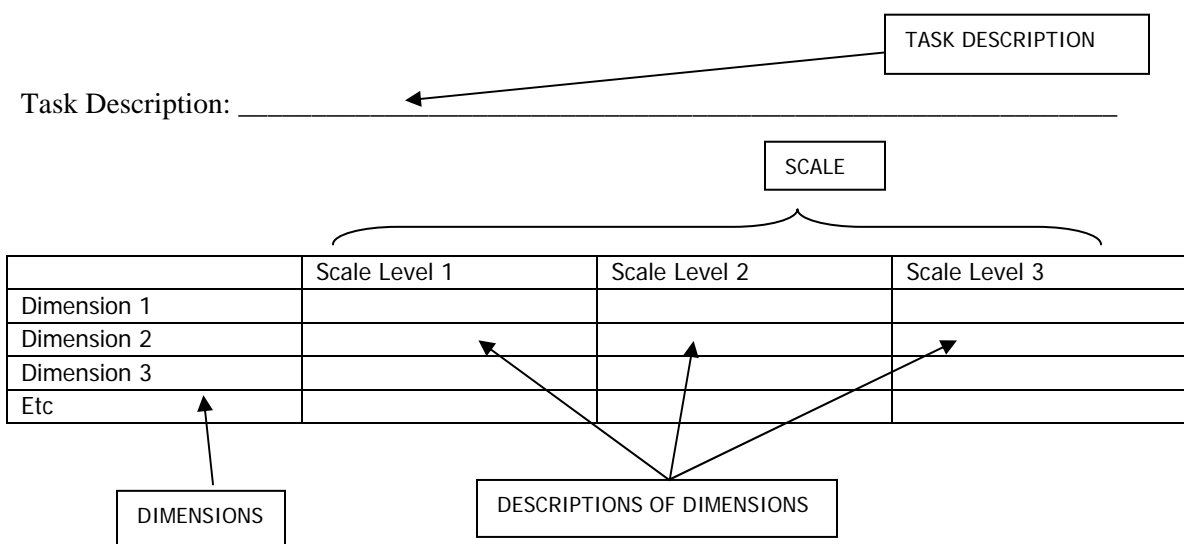 TASK DESCRIPTION
Task Description: _______________________________________________________________
SCALE
Scale Level 1 Scale Level 2 Scale Level 3
Dimension 1
Dimension 2
Dimension 3
Etc
DIMENSIONS
DESCRIPTIONS OF DIMENSIONS